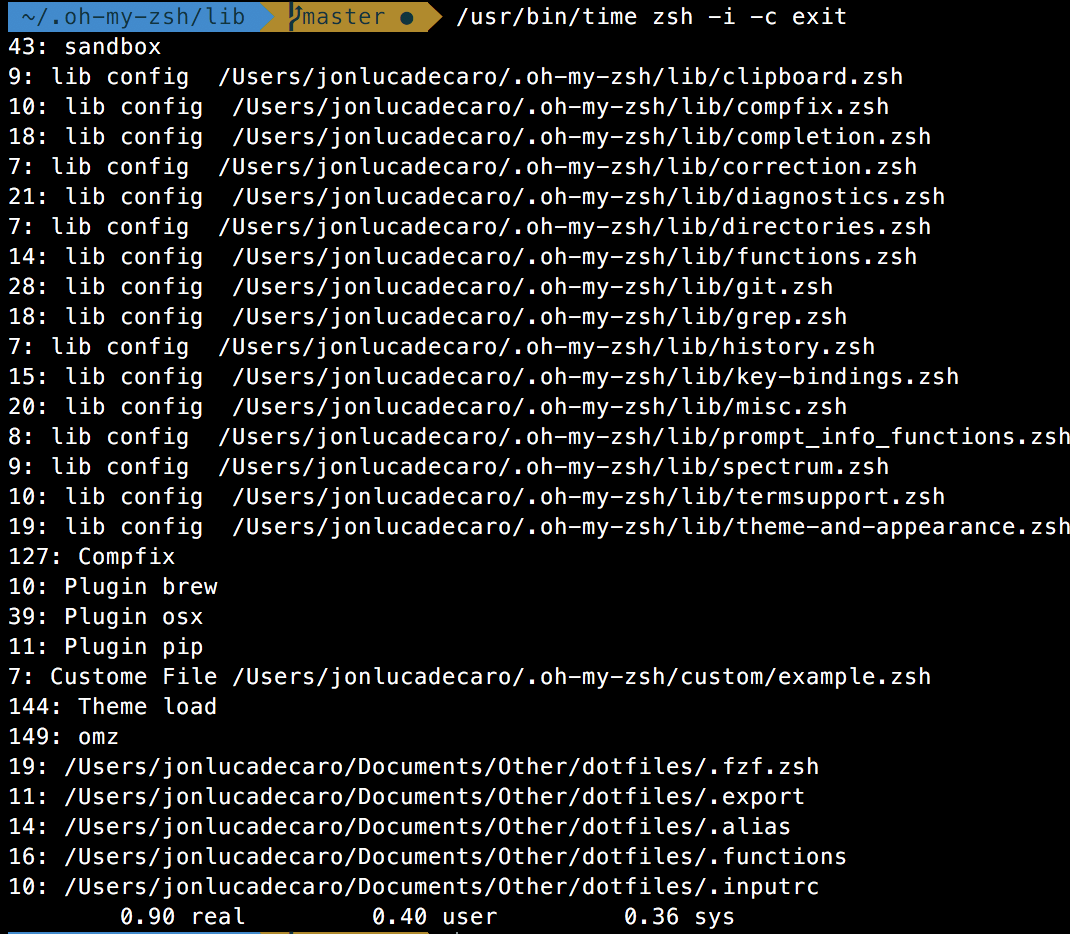 ~/.oh-my-zsh/lib master ● /usr/bin/time zsh -i -c exit
43: sandbox
9: lib config /Users/jonlucadecaro/.oh-my-zsh/lib/clipboard.zsh
10: lib config /Users/jonlucadecaro/.oh-my-zsh/lib/compfix.zsh
18: lib config /Users/jonlucadecaro/.oh-my-zsh/lib/completion.zsh
7: lib config /Users/jonlucadecaro/.oh-my-zsh/lib/correction.zsh
21: lib config /Users/jonlucadecaro/.oh-my-zsh/lib/diagnostics.zsh
7: lib config /Users/jonlucadecaro/.oh-my-zsh/lib/directories.zsh
14: lib config /Users/jonlucadecaro/.oh-my-zsh/lib/functions.zsh
28: lib config /Users/jonlucadecaro/.oh-my-zsh/lib/git.zsh
18: lib config /Users/jonlucadecaro/.oh-my-zsh/lib/grep.zsh
7: lib config /Users/jonlucadecaro/.oh-my-zsh/lib/history.zsh
15: lib config /Users/jonlucadecaro/.oh-my-zsh/lib/key-bindings.zsh
20: lib config /Users/jonlucadecaro/.oh-my-zsh/lib/misc.zsh
8: lib config /Users/jonlucadecaro/.oh-my-zsh/lib/prompt_info_functions.zsh
9: lib config /Users/jonlucadecaro/.oh-my-zsh/lib/spectrum.zsh
10: lib config /Users/jonlucadecaro/.oh-my-zsh/lib/termsupport.zsh
19: lib config /Users/jonlucadecaro/.oh-my-zsh/lib/theme-and-appearance.zsh
127: Compfix
10: Plugin brew
39: Plugin osx
11: Plugin pip
7: Custome File /Users/jonlucadecaro/.oh-my-zsh/custom/example.zsh
144: Theme load
149: omz
19: /Users/jonlucadecaro/Documents/Other/dotfiles/.fzf.zsh
11: /Users/jonlucadecaro/Documents/Other/dotfiles/.export
14: /Users/jonlucadecaro/Documents/Other/dotfiles/.alias
16: /Users/jonlucadecaro/Documents/Other/dotfiles/.functions
10: /Users/jonlucadecaro/Documents/Other/dotfiles/.inputrc
0.90 real 0.40 user 0.36 sys